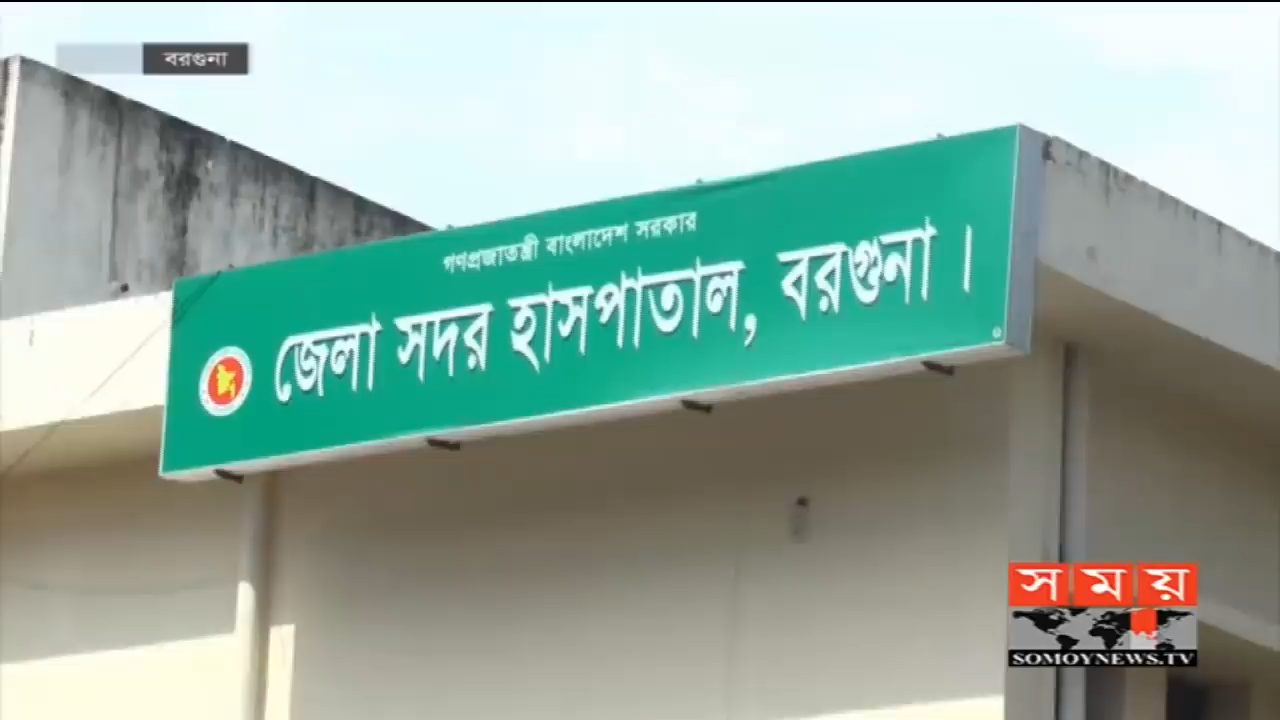 বরগুনা
গণপ্রজাতন্ত্রী বাংলাদেশ সরকার
জেলা সদর হাসপাতাল, বরগুনা।
সময়
SOMOYNEWS.TV